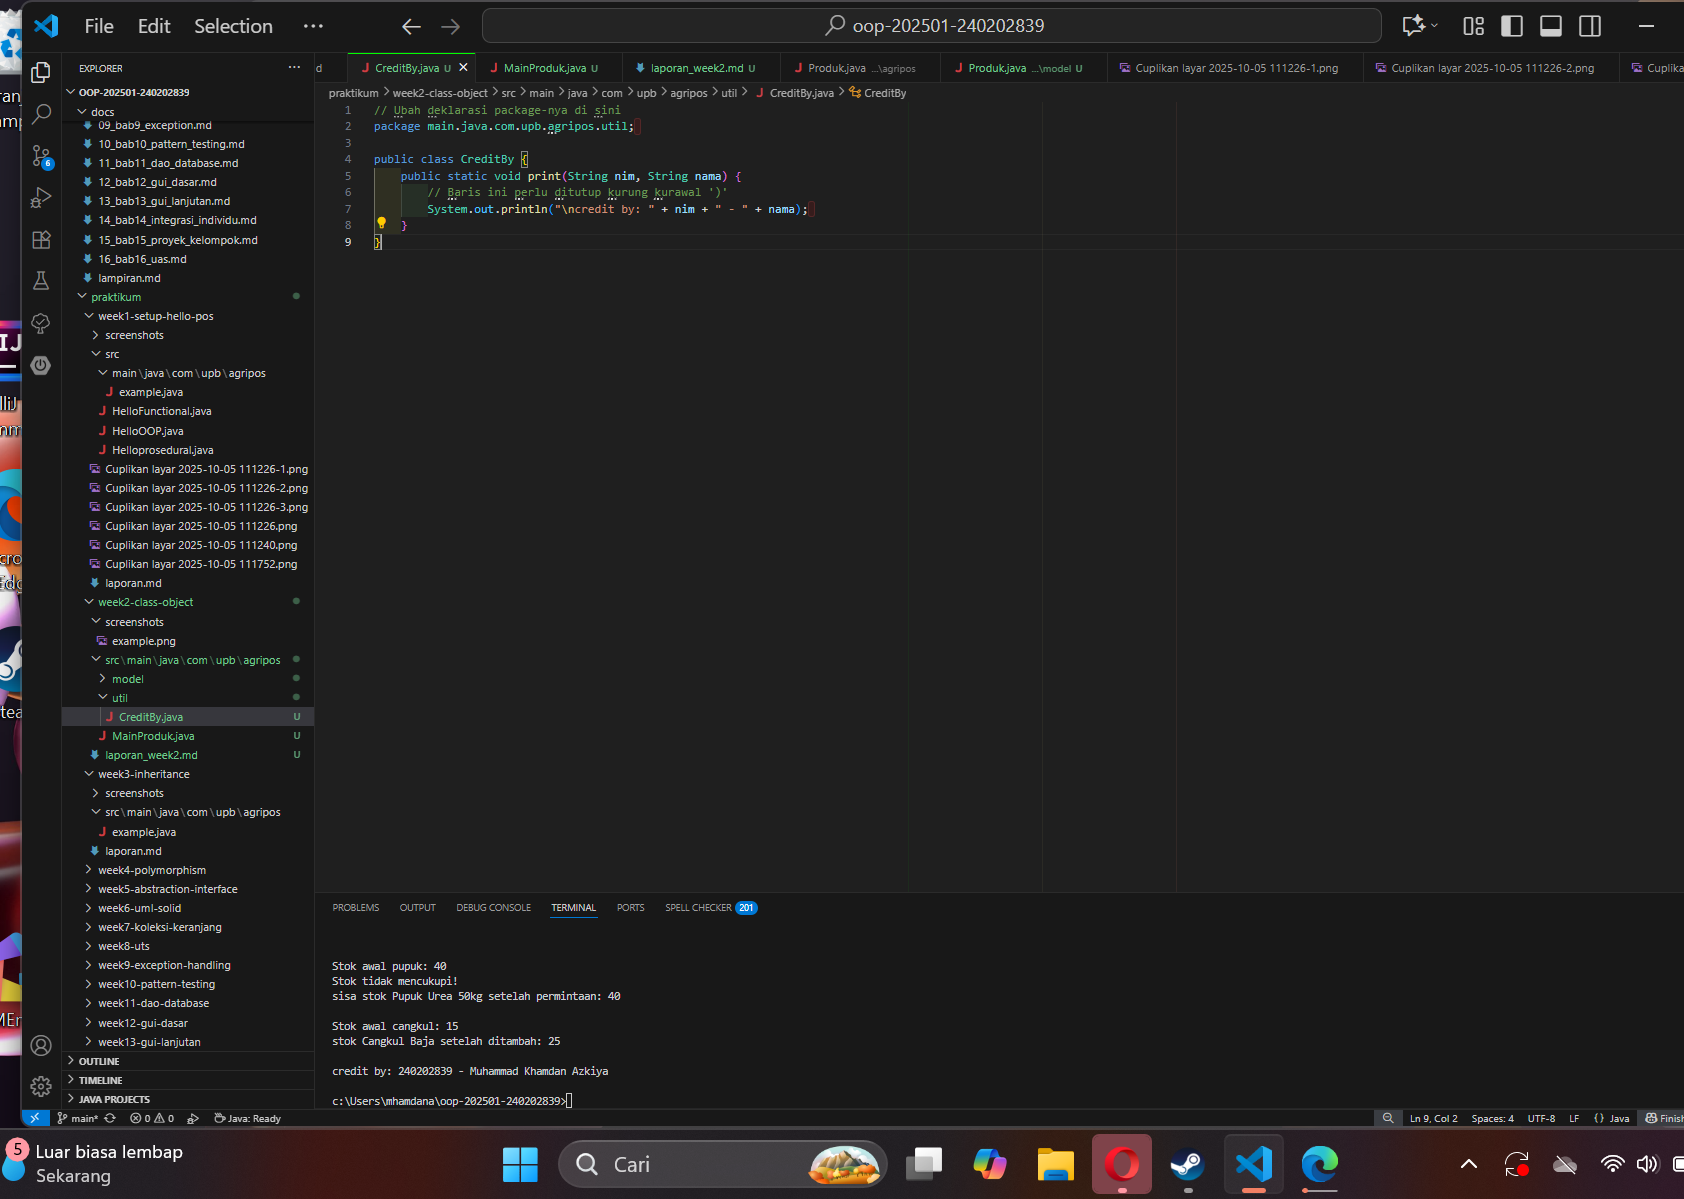 File Edit Selection ···
oop-202501-240202839
EXPLORER ···
OOP-202501-240202839
docs
09_bab9_exception.md
10_bab10_pattern_testing.md
11_bab11_dao_database.md
12_bab12_gui_dasar.md
13_bab13_gui_lanjutan.md
14_bab14_integrasi_individu.md
15_bab15_proyek_kelompok.md
16_bab16_uas.md
lampiran.md
praktikum
week1-setup-hello-pos
screenshots
src
main\java\com\upb\agripos
example.java
HelloFunctional.java
HelloOOP.java
Helloprosedural.java
Cuplikan layar 2025-10-05 111226-1.png
Cuplikan layar 2025-10-05 111226-2.png
Cuplikan layar 2025-10-05 111226-3.png
Cuplikan layar 2025-10-05 111226.png
Cuplikan layar 2025-10-05 111240.png
Cuplikan layar 2025-10-05 111752.png
laporan.md
week2-class-object
screenshots
example.png
src\main\java\com\upb\agripos
model
util
CreditBy.java U
MainProduk.java U
laporan_week2.md U
week3-inheritance
screenshots
src\main\java\com\upb\agripos
example.java
laporan.md
week4-polymorphism
week5-abstraction-interface
week6-uml-solid
week7-koleksi-keranjang
week8-uts
week9-exception-handling
week10-pattern-testing
week11-dao-database
week12-gui-dasar
week13-gui-lanjutan
OUTLINE
TIMELINE
JAVA PROJECTS
6
d CreditBy.java U MainProduk.java U laporan_week2.md U Produk.java ...\agripos Produk.java ...\model U Cuplikan layar 2025-10-05 111226-1.png Cuplikan layar 2025-10-05 111226-2.png Cuplika
praktikum > week2-class-object > src > main > java > com > upb > agripos > util > CreditBy.java > CreditBy
1 // Ubah deklarasi package-nya di sini
2 package main.java.com.upb.agripos.util;
3
4 public class CreditBy {
5 public static void print(String nim, String nama) {
6 // Baris ini perlu ditutup kurung kurawal ')'
7 System.out.println("\ncredit by: " + nim + " - " + nama);
8 }
9 }
PROBLEMS OUTPUT DEBUG CONSOLE TERMINAL PORTS SPELL CHECKER 201
Stok awal pupuk: 40
Stok tidak mencukupi!
sisa stok Pupuk Urea 50kg setelah permintaan: 40
Stok awal cangkul: 15
stok Cangkul Baja setelah ditambah: 25
credit by: 240202839 - Muhammad Khamdan Azkiya
c:\Users\mhamdana\oop-202501-240202839>
main* 0 0 Java: Ready Ln 9, Col 2 Spaces: 4 UTF-8 LF {} Java Finish
5 Luar biasa lembap
Sekarang
Cari